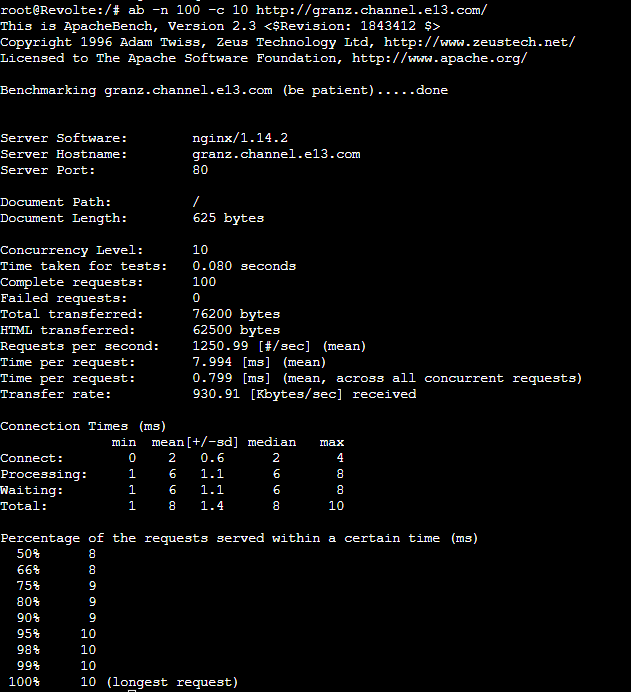 root@Revolte:/# ab -n 100 -c 10 http://granz.channel.e13.com/
This is ApacheBench, Version 2.3 <$Revision: 1843412 $>
Copyright 1996 Adam Twiss, Zeus Technology Ltd, http://www.zeustech.net/
Licensed to The Apache Software Foundation, http://www.apache.org/

Benchmarking granz.channel.e13.com (be patient).....done


Server Software:        nginx/1.14.2
Server Hostname:        granz.channel.e13.com
Server Port:            80

Document Path:          /
Document Length:        625 bytes

Concurrency Level:      10
Time taken for tests:   0.080 seconds
Complete requests:      100
Failed requests:        0
Total transferred:      76200 bytes
HTML transferred:       62500 bytes
Requests per second:    1250.99 [#/sec] (mean)
Time per request:       7.994 [ms] (mean)
Time per request:       0.799 [ms] (mean, across all concurrent requests)
Transfer rate:          930.91 [Kbytes/sec] received

Connection Times (ms)
              min  mean[+/-sd] median   max
Connect:        0    2   0.6      2       4
Processing:     1    6   1.1      6       8
Waiting:        1    6   1.1      6       8
Total:          1    8   1.4      8      10

Percentage of the requests served within a certain time (ms)
  50%      8
  66%      8
  75%      9
  80%      9
  90%      9
  95%     10
  98%     10
  99%     10
 100%     10 (longest request)